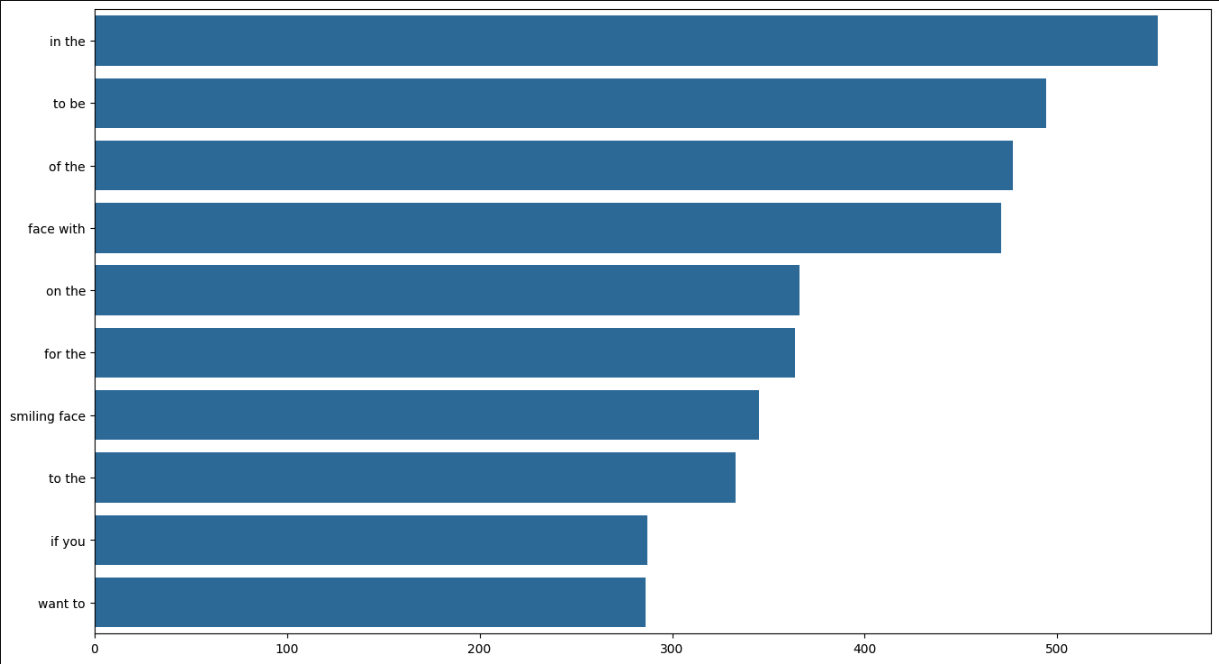 in the
to be
of the
face with
on the
for the
smiling face
to the
if you
want to
0 100 200 300 400 500